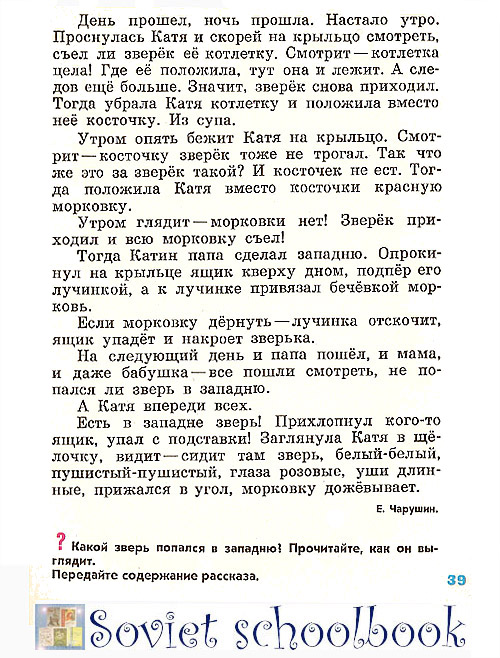 День прошел, ночь прошла. Настало утро.
Проснулась Катя и скорей на крыльцо смотреть,
съел ли зверёк её котлетку. Смотрит — котлетка
цела! Где её положила, тут она и лежит. А сле-
дов ещё больше. Значит, зверёк снова приходил.
Тогда убрала Катя котлетку и положила вместо
неё косточку. Из супа.
Утром опять бежит Катя на крыльцо. Смот-
рит — косточку зверёк тоже не трогал. Так что
же это за зверёк такой? И косточек не ест. Тог-
да положила Катя вместо косточки красную
морковку.
Утром глядит — морковки нет! Зверёк при-
ходил и всю морковку съел!
Тогда Катин папа сделал западню. Опроки-
нул на крыльце ящик кверху дном, подпёр его
лучинкой, а к лучинке привязал бечёвкой мор-
ковь.
Если морковку дёрнуть — лучинка отскочит,
ящик упадёт и накроет зверька.
На следующий день и папа пошёл, и мама,
и даже бабушка — все пошли смотреть, не по-
пался ли зверь в западню.
А Катя впереди всех.
Есть в западне зверь! Прихлопнул кого-то
ящик, упал с подставки! Заглянула Катя в щё-
лочку, видит — сидит там зверь, белый-белый,
пушистый-пушистый, глаза розовые, уши длин-
ные, прижался в угол, морковку дожёвывает.
Е. Чарушин.
? Какой зверь попался в западню? Прочитайте, как он вы-
глядит.
Передайте содержание рассказа.
39
Soviet schoolbook